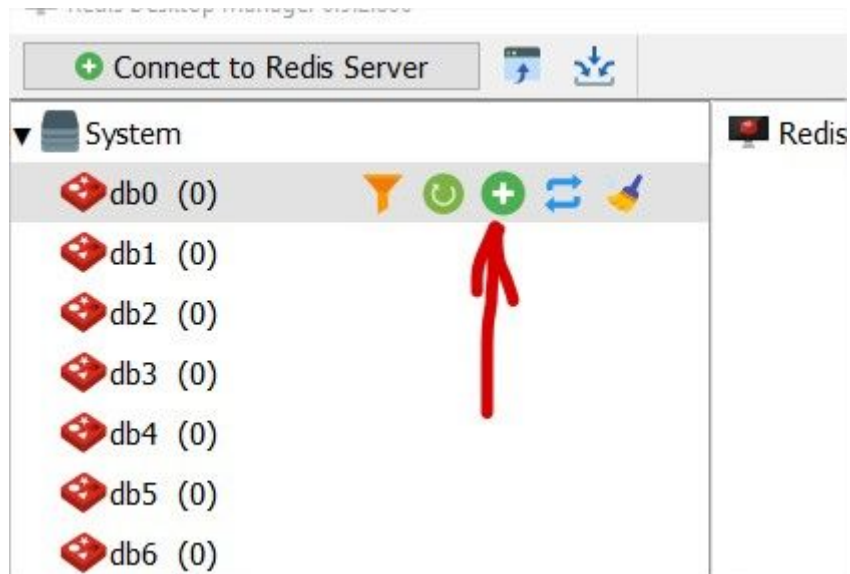 Connect to Redis Server
System
Redis
db0 (0)
db1 (0)
db2 (0)
db3 (0)
db4 (0)
db5 (0)
db6 (0)